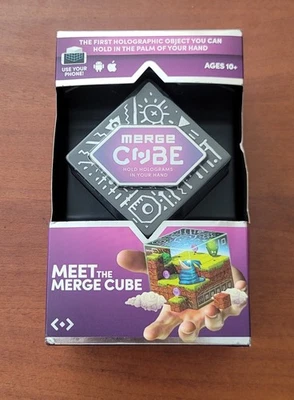 THE FIRST HOLOGRAPHIC OBJECT YOU CAN
HOLD IN THE PALM OF YOUR HAND
USE YOUR
PHONE!
AGES 10+
MERGE
CUBE
HOLD HOLOGRAMS
IN YOUR HAND
MEET THE
MERGE CUBE